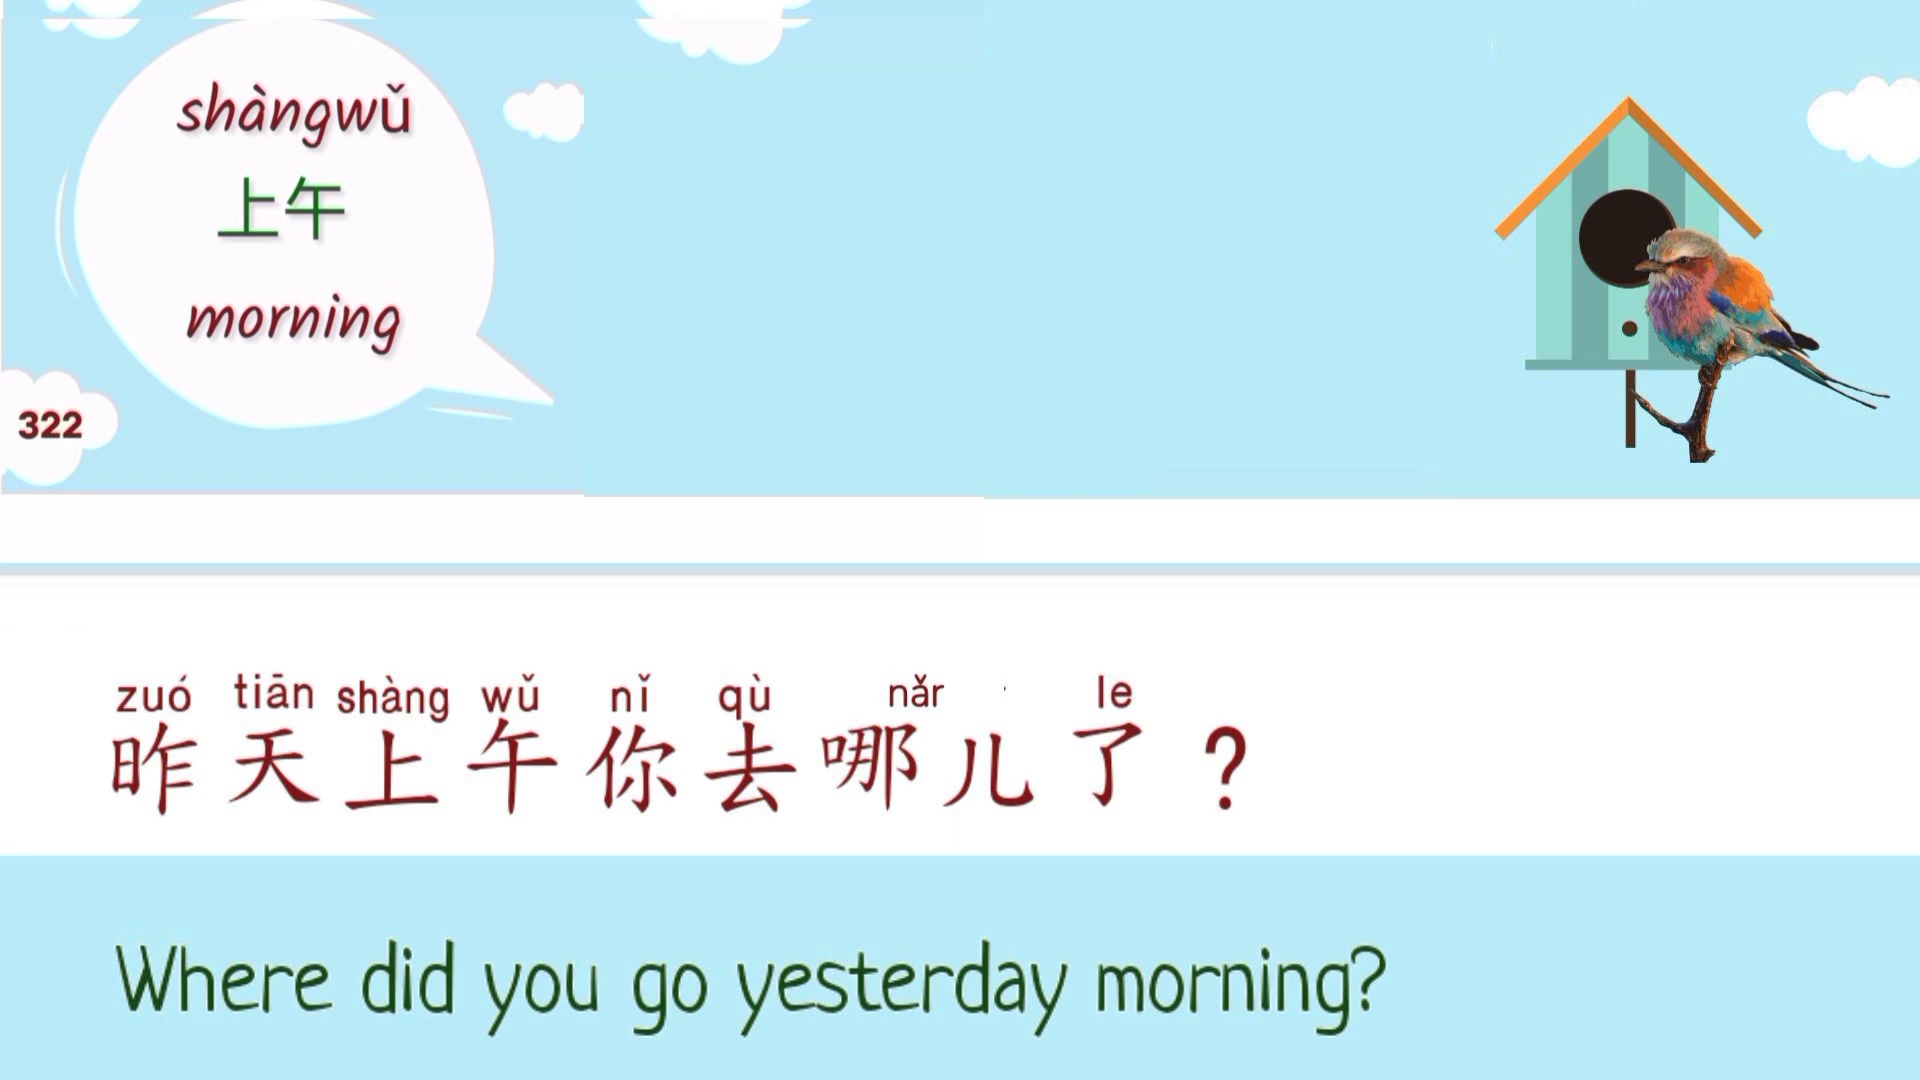 shàngwǔ
上午
morning
322
zuó tiān shàng wǔ nǐ qù nǎr le
昨天上午你去哪儿了？
Where did you go yesterday morning?